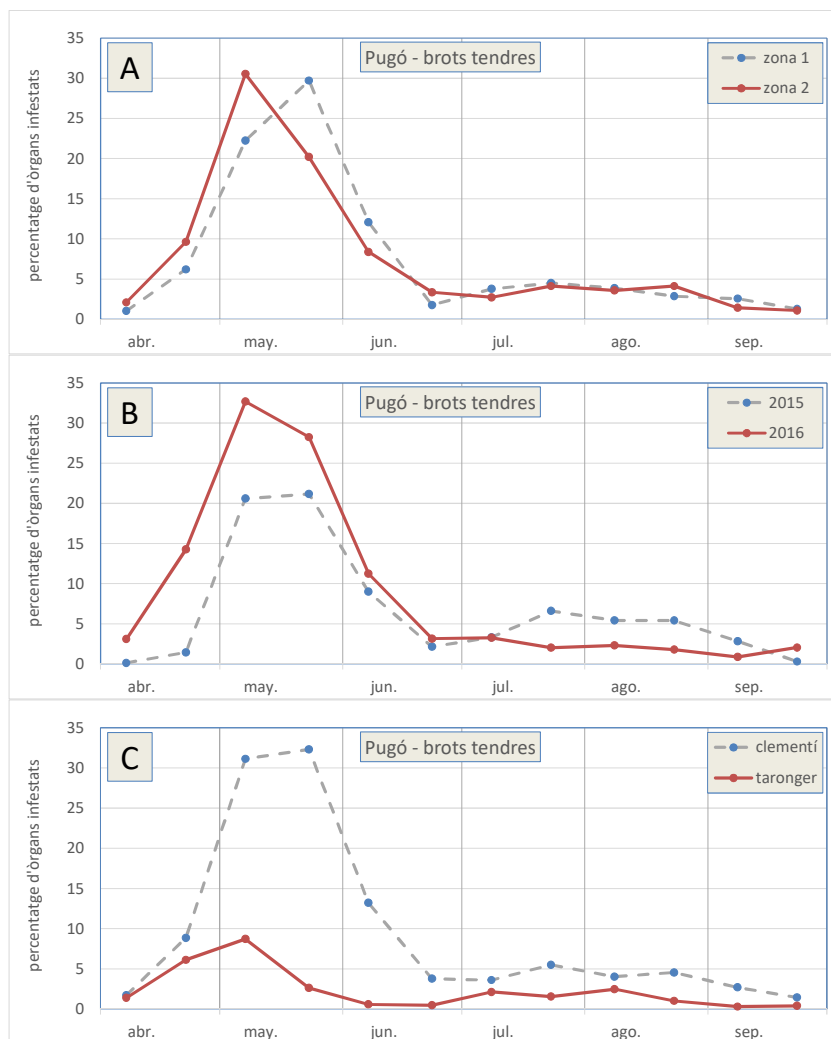 A
Pugó - brots tendres
zona 1
zona 2
percentatge d'òrgans infestats
35
30
25
20
15
10
5
0
abr. may. jun. jul. ago. sep.
B
Pugó - brots tendres
2015
2016
percentatge d'òrgans infestats
35
30
25
20
15
10
5
0
abr. may. jun. jul. ago. sep.
C
Pugó - brots tendres
clementí
taronger
percentatge d'òrgans infestats
35
30
25
20
15
10
5
0
abr. may. jun. jul. ago. sep.